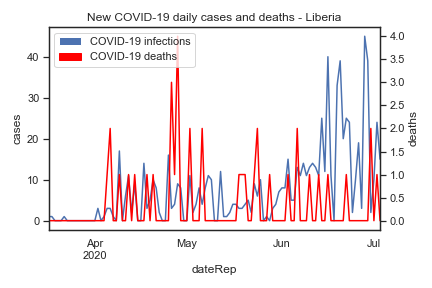 New COVID-19 daily cases and deaths - Liberia
COVID-19 infections
COVID-19 deaths
cases
40
30
20
10
0
deaths
4.0
3.5
3.0
2.5
2.0
1.5
1.0
0.5
0.0
Apr
2020
May
Jun
Jul
dateRep